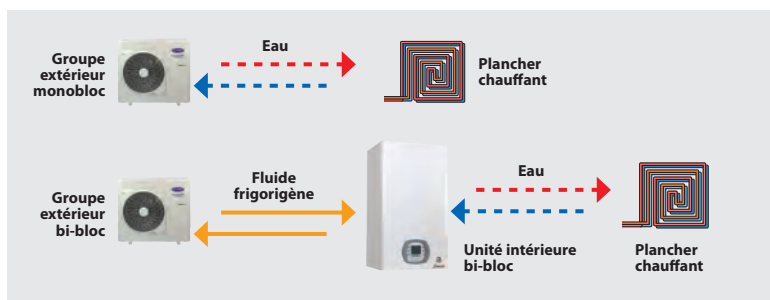 Groupe
extérieur
monobloc
Eau
Plancher
chauffant
Groupe
extérieur
bi-bloc
Fluide
frigorigène
Eau
Unité intérieure
bi-bloc
Plancher
chauffant